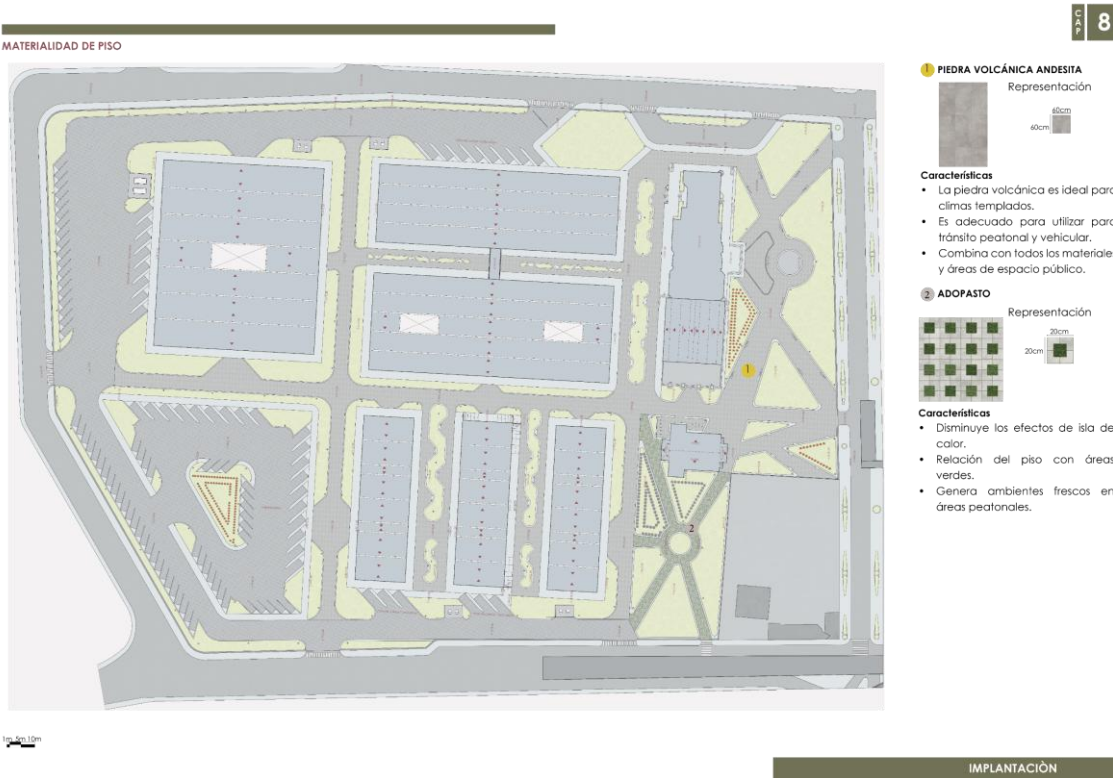 CAP 8
MATERIALIDAD DE PISO
1 PIEDRA VOLCÁNICA ANDESITA
Representación
60cm
60cm
Características
• La piedra volcánica es ideal para
climas templados.
• Es adecuado para utilizar para
tránsito peatonal y vehicular.
• Combina con todos los materiales
y áreas de espacio público.
2 ADOPASTO
Representación
20cm
20cm
Características
• Disminuye los efectos de isla de
calor.
• Relación del piso con áreas
verdes.
• Genera ambientes frescos en
áreas peatonales.
1
2
1m 5m 10m
IMPLANTACIÒN